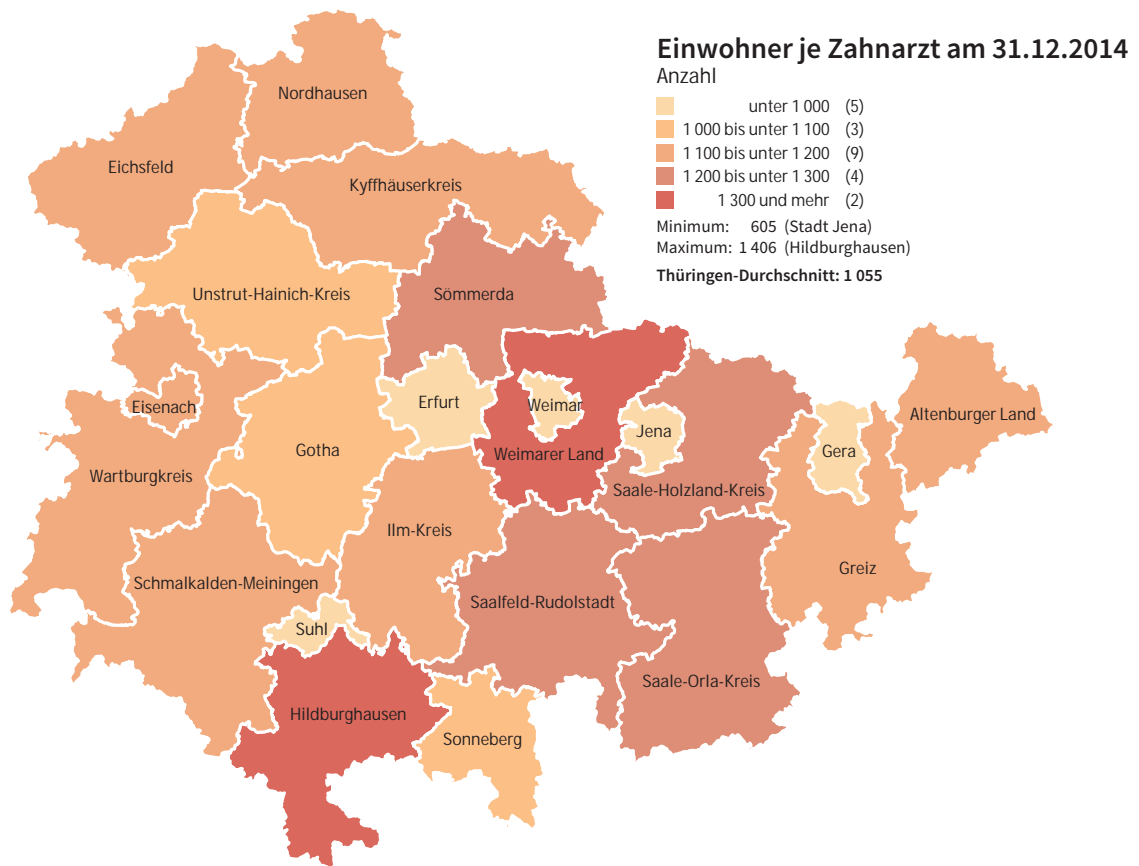 Einwohner je Zahnarzt am 31.12.2014
Anzahl
unter 1 000 (5)
1 000 bis unter 1 100 (3)
1 100 bis unter 1 200 (9)
1 200 bis unter 1 300 (4)
1 300 und mehr (2)
Minimum: 605 (Stadt Jena)
Maximum: 1 406 (Hildburghausen)
Thüringen-Durchschnitt: 1 055
Nordhausen
Eichsfeld
Kyffhäuserkreis
Unstrut-Hainich-Kreis
Sömmerda
Eisenach
Erfurt
Weimar
Jena
Altenburger Land
Gotha
Weimarer Land
Gera
Wartburgkreis
Saale-Holzland-Kreis
Ilm-Kreis
Greiz
Schmalkalden-Meiningen
Saalfeld-Rudolstadt
Suhl
Saale-Orla-Kreis
Hildburghausen
Sonneberg